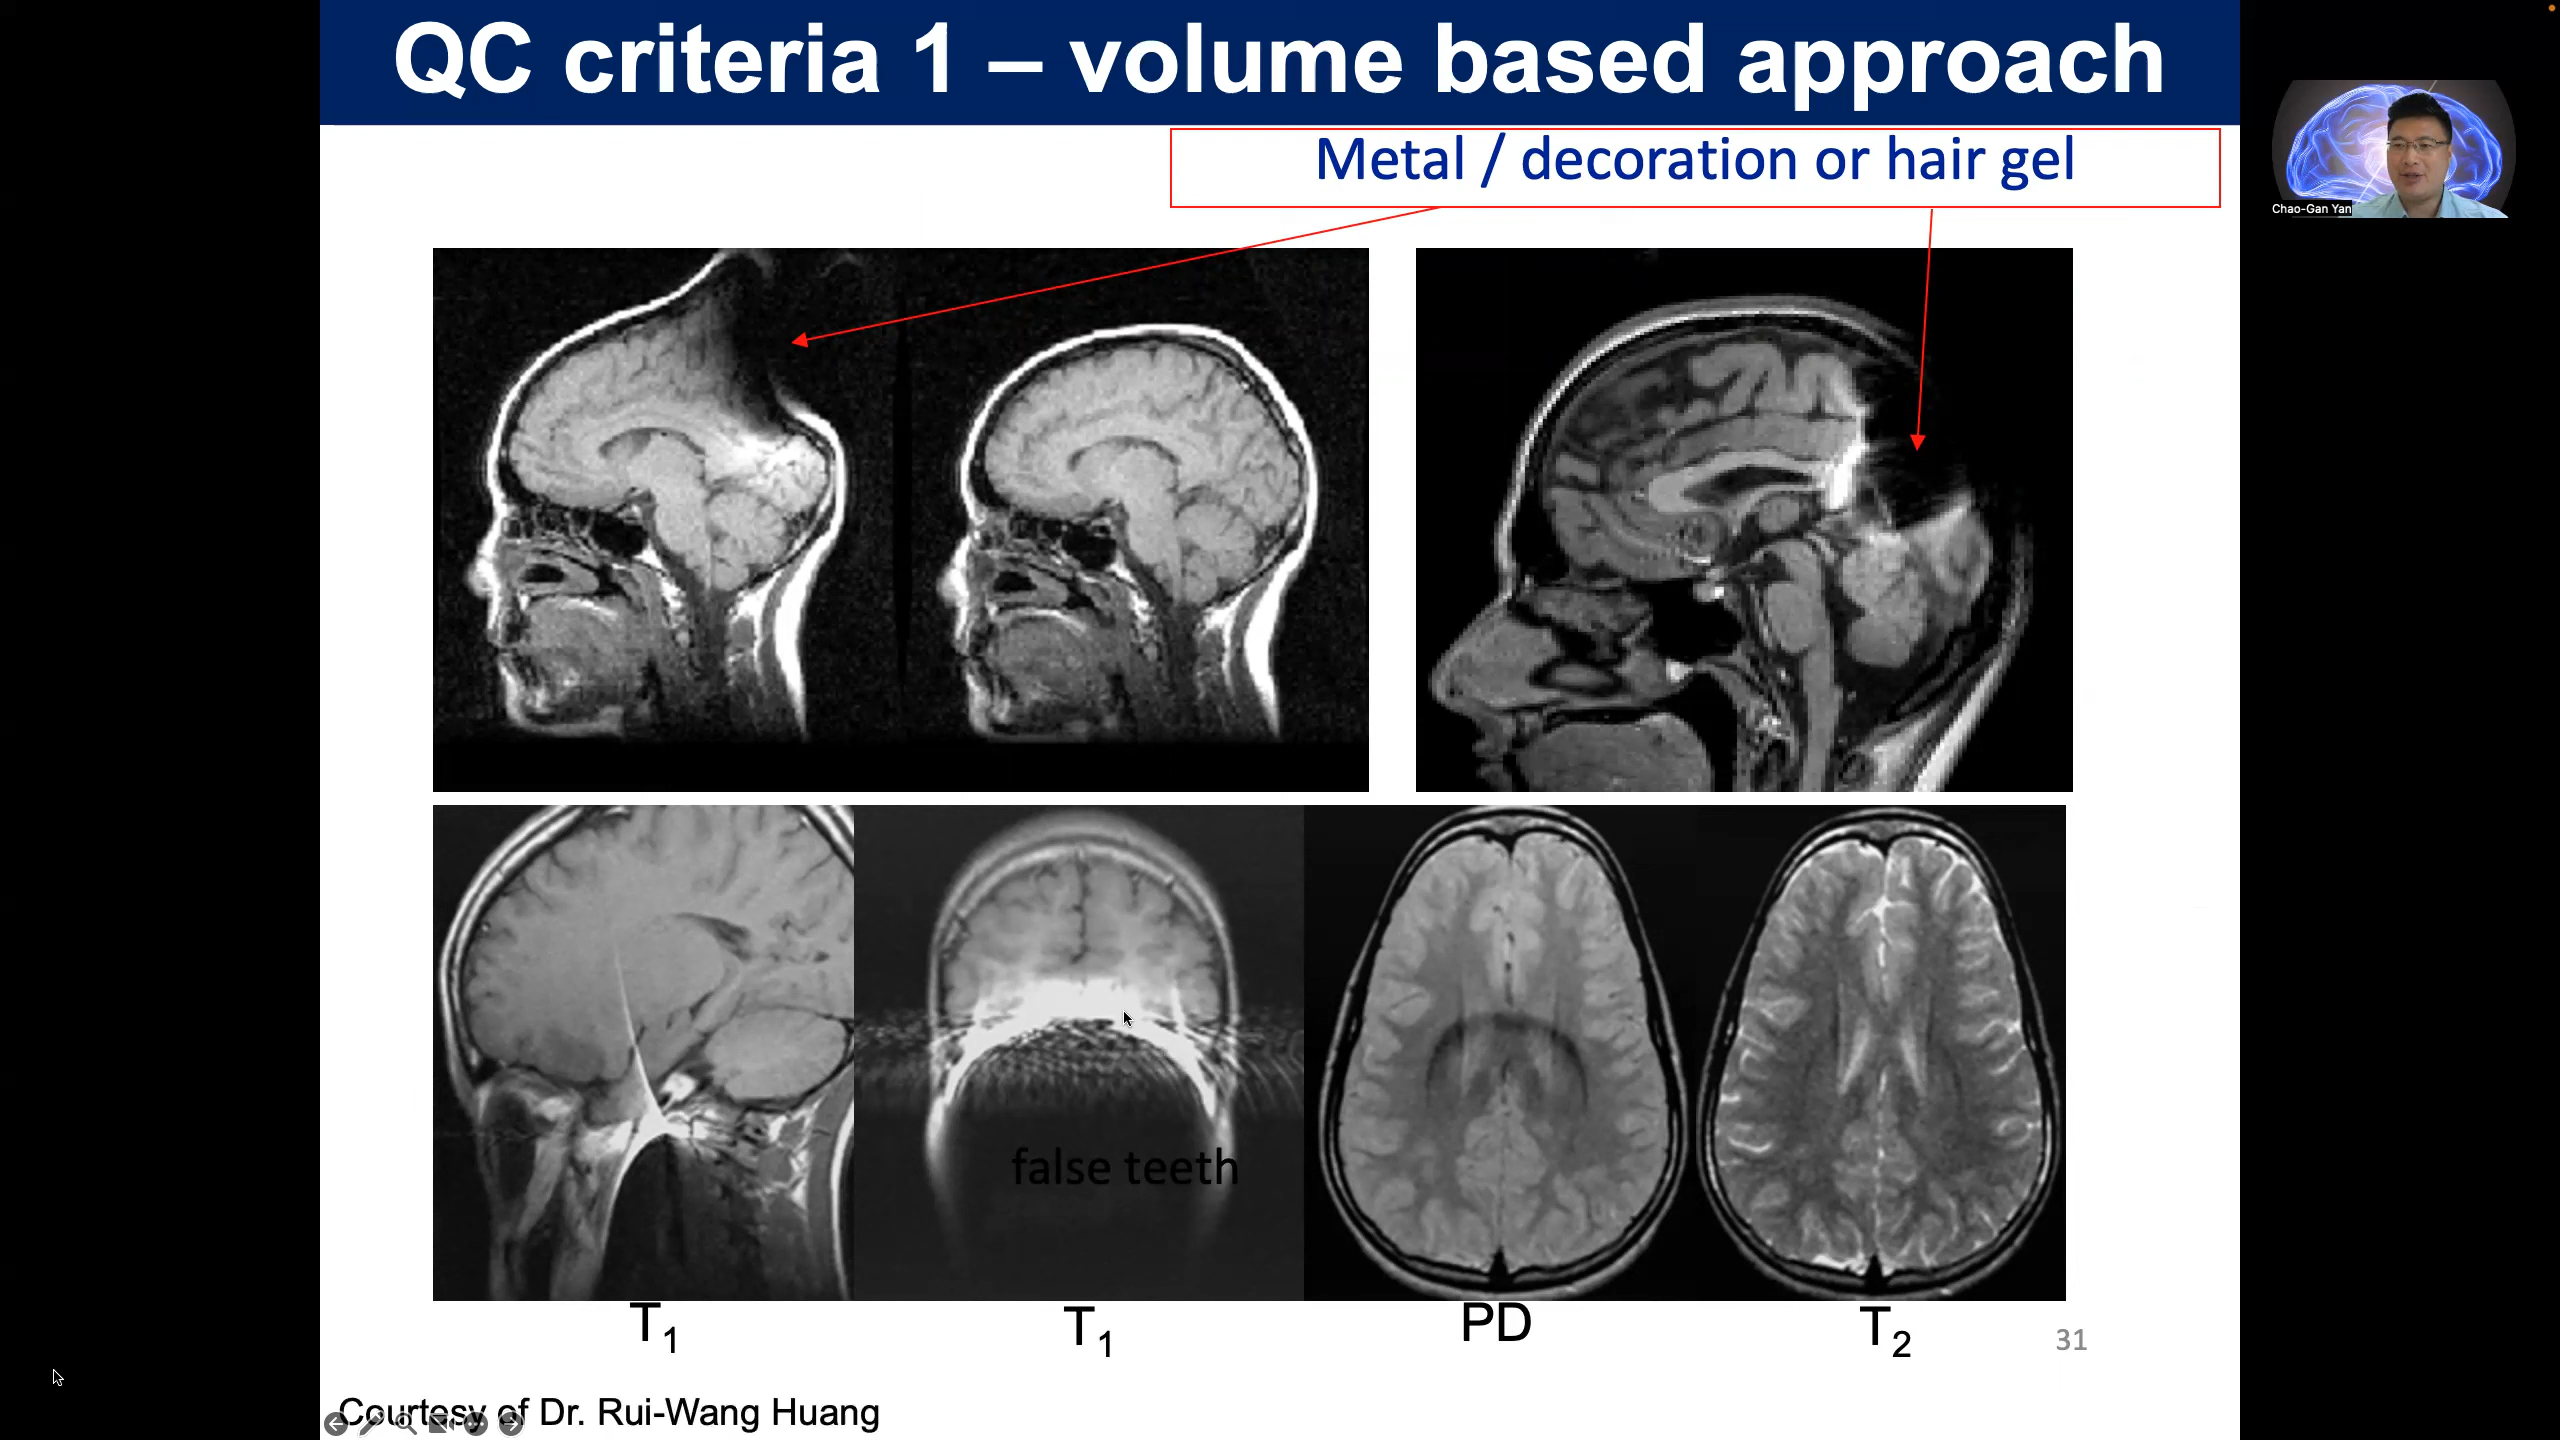 QC criteria 1 – volume based approach
Metal / decoration or hair gel
Chao-Gan Yan
false teeth
T₁
T₁
PD
T₂
31
Courtesy of Dr. Rui-Wang Huang